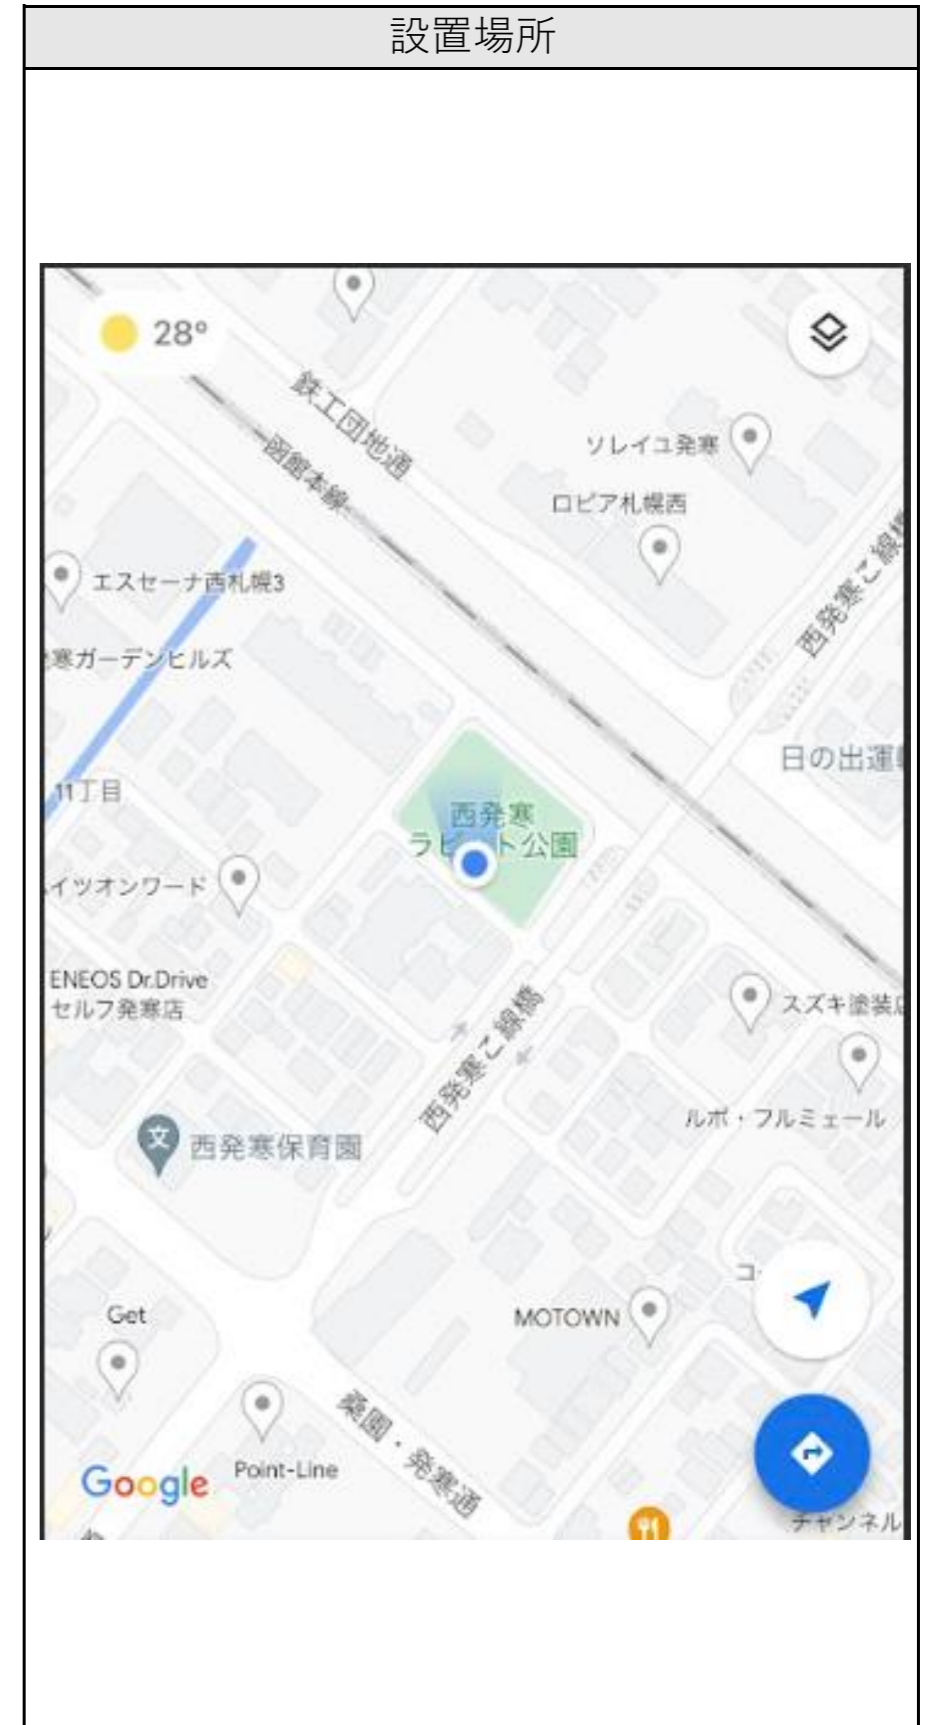 設置場所
28°
鉄工団地通
函館本線
ソレイユ発寒
ロピア札幌西
西発寒こ線橋
エスセーナ西札幌3
寒ガーデンヒルズ
日の出運
11丁目
西発寒
イツオンワード
ENEOS Dr.Drive
セルフ発寒店
スズキ塗装
西発寒こ線橋
ルポ・フルミェール
文
西発寒保育園
Get
MOTOWN
コ
桑園・発寒通
Point-Line
Google
チャンネル